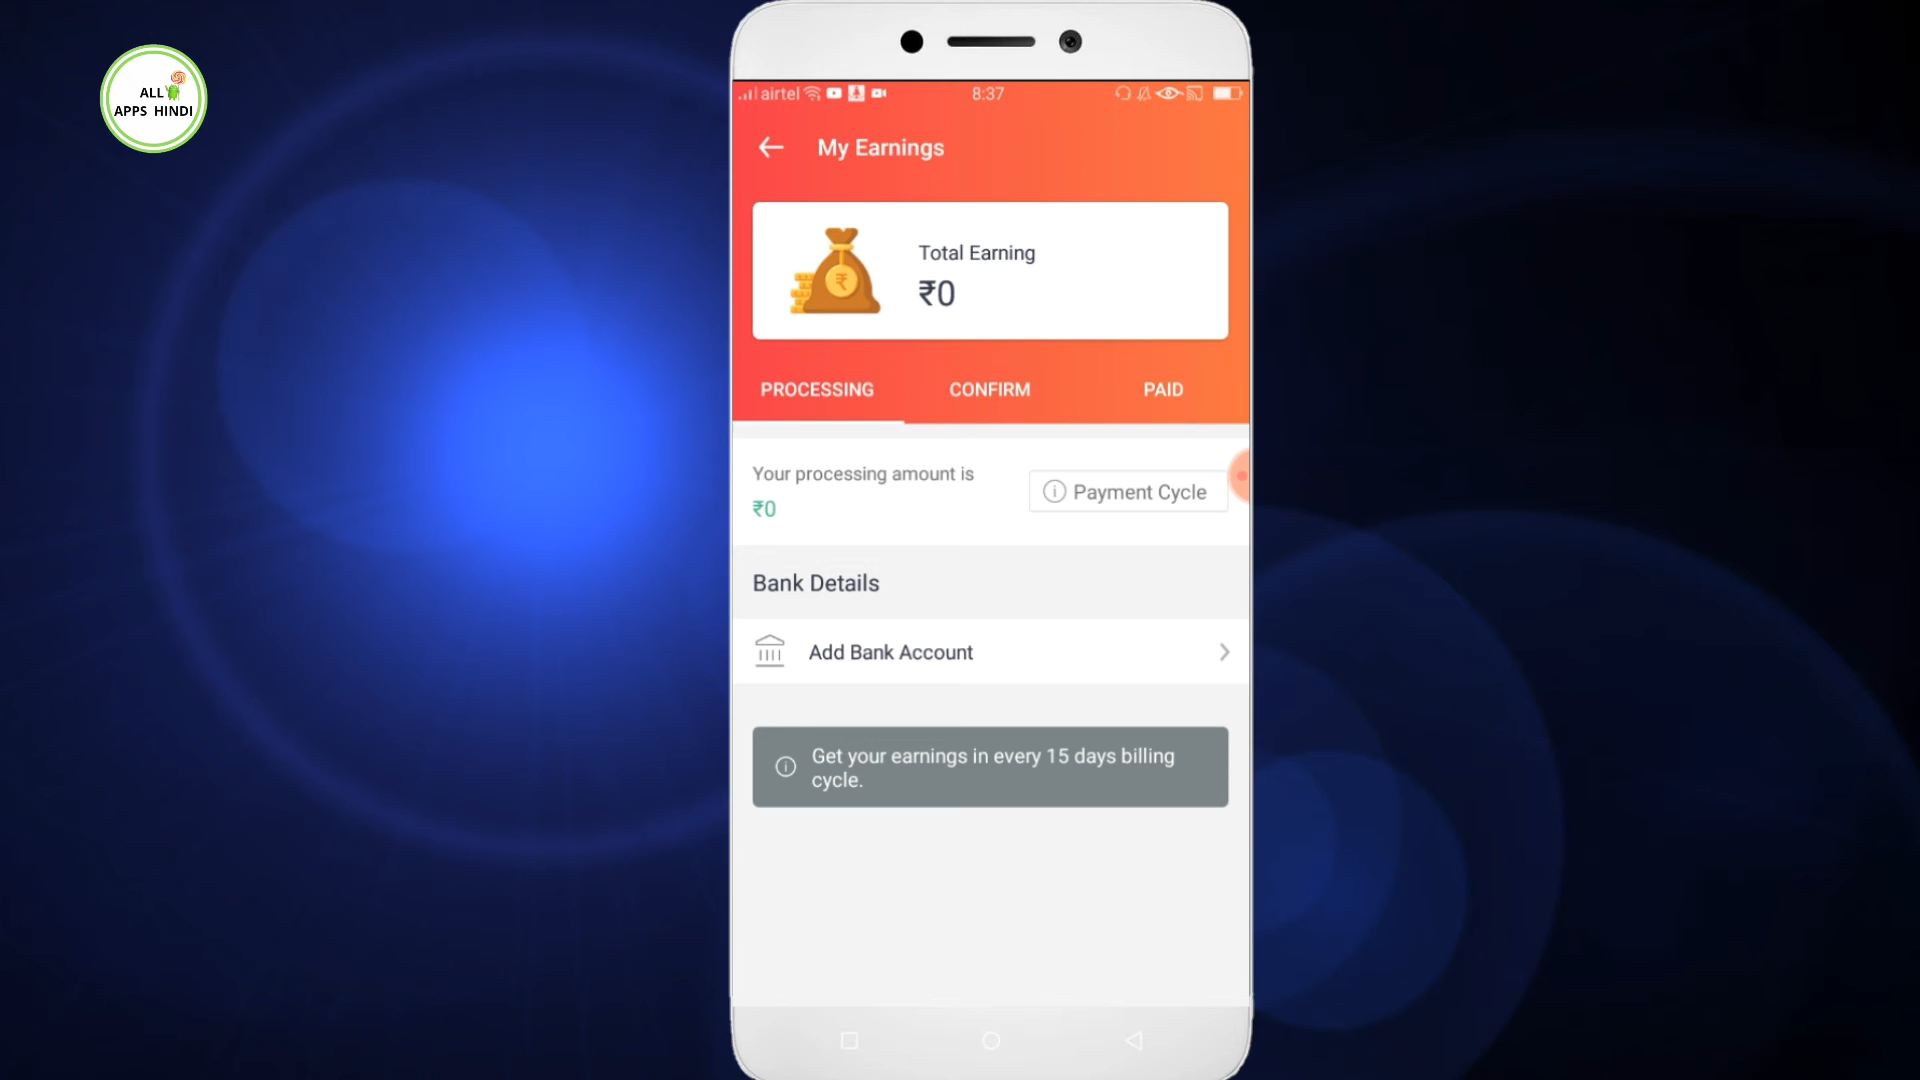 ALL
APPS HINDI
airtel
8:37
My Earnings
₹
Total Earning
₹0
PROCESSING
CONFIRM
PAID
Your processing amount is
₹0
Payment Cycle
Bank Details
Add Bank Account
Get your earnings in every 15 days billing
cycle.